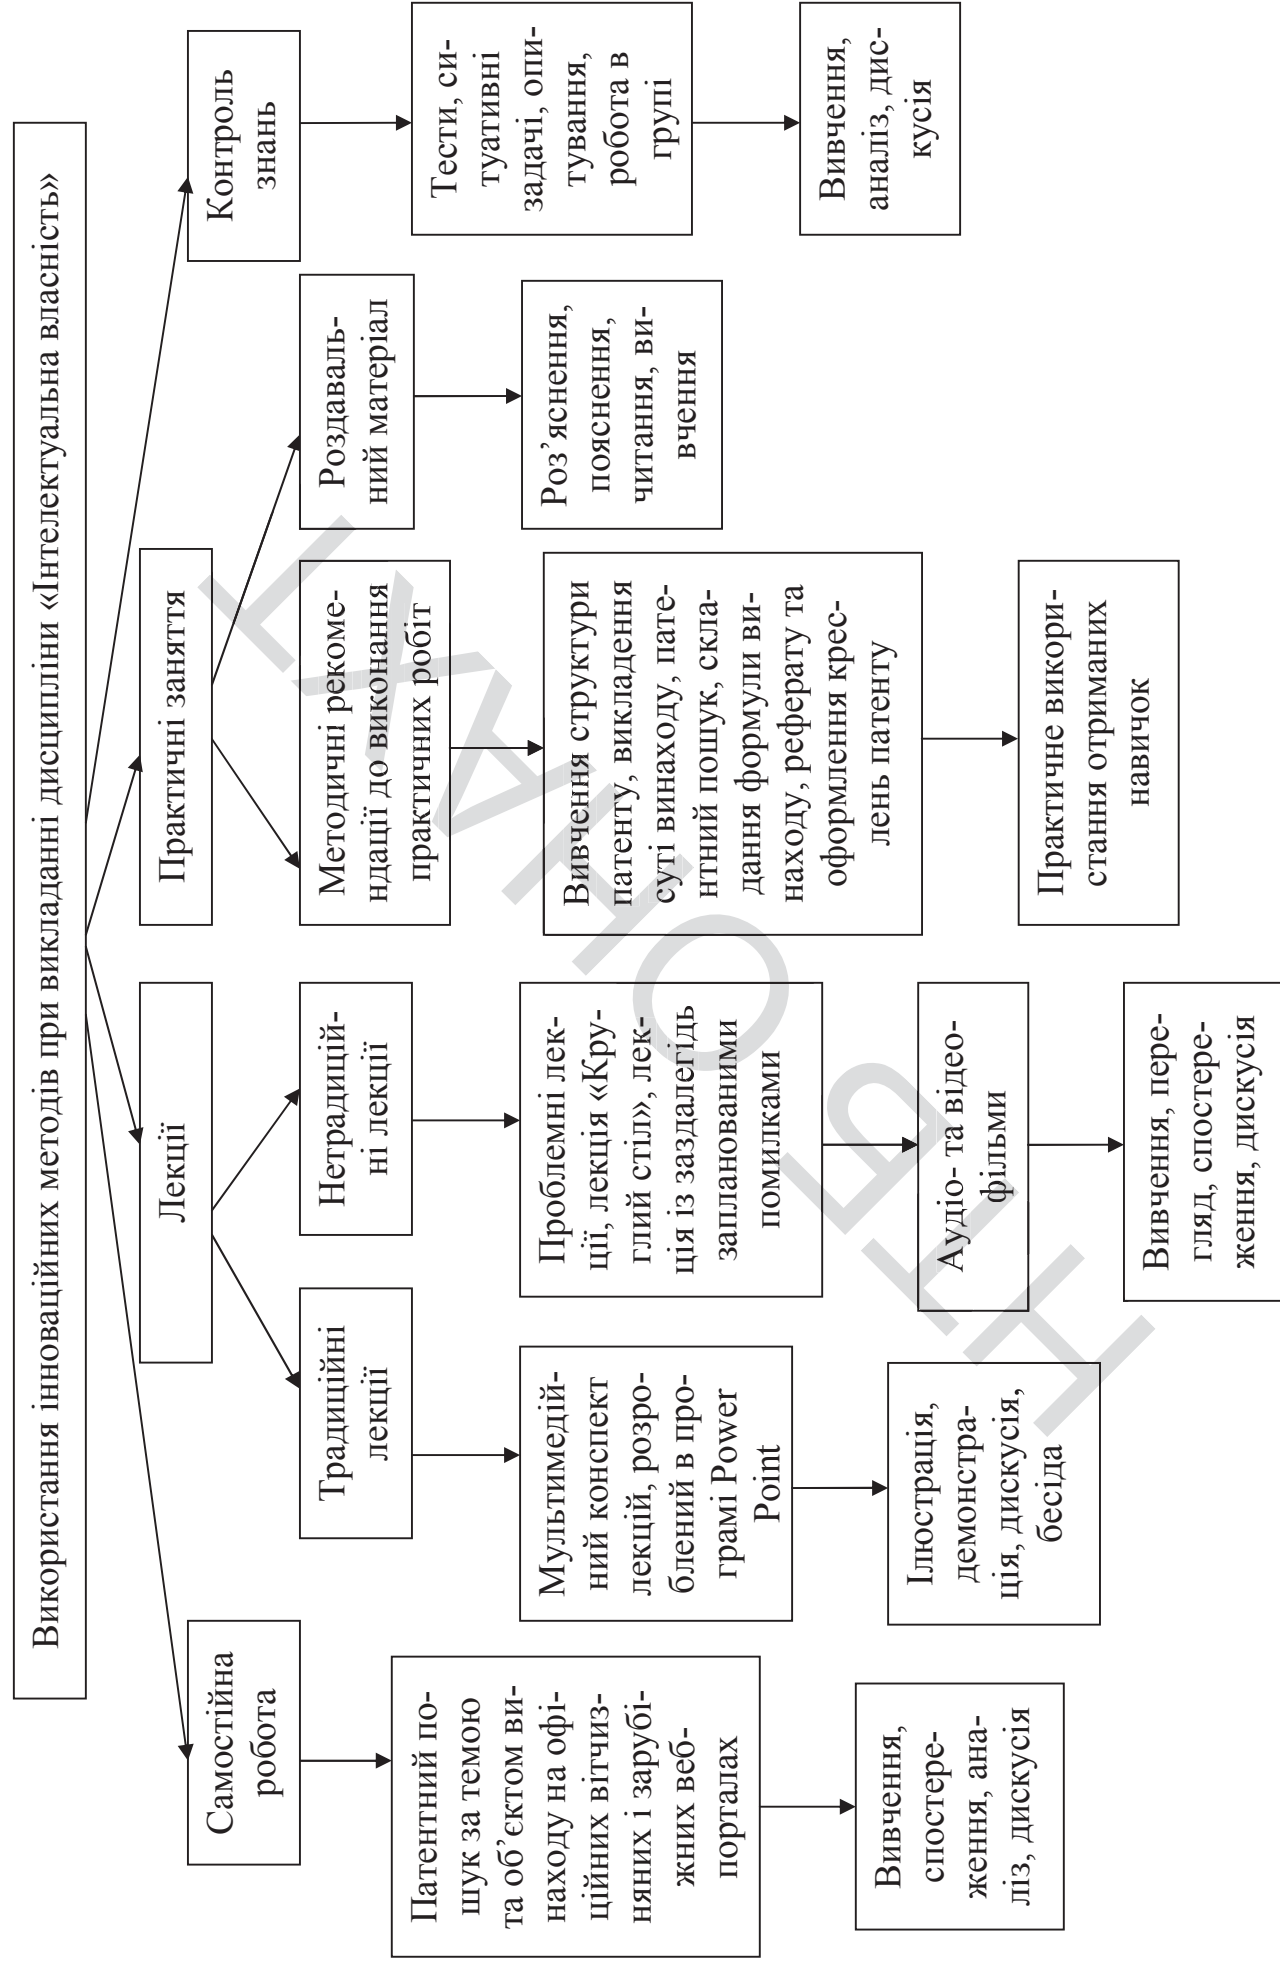 Використання інноваційних методів при викладанні дисципліни «Інтелектуальна власність»
Самостійна
робота
Патентний по-
шук за темою
та об’єктом ви-
находу на офі-
ційних вітчиз-
няних і зарубі-
жних веб-
порталах
Вивчення,
спостере-
ження, ана-
ліз, дискусія
Лекції
Традиційні
лекції
Мультимедій-
ний конспект
лекцій, розро-
блений в про-
грамі Power
Point
Ілюстрація,
демонстра-
ція, дискусія,
бесіда
Нетрадицій-
ні лекції
Проблемні лек-
ції, лекція «Кру-
глий стіл», лек-
ція із заздалегідь
запланованими
помилками
Аудіо- та відео-
фільми
Вивчення, пере-
гляд, спостере-
ження, дискусія
Практичні заняття
Методичні рекоме-
ндації до виконання
практичних робіт
Вивчення структури
патенту, викладення
суті винаходу, пате-
нтний пошук, скла-
дання формули ви-
находу, реферату та
оформлення крес-
лень патенту
Практичне викори-
стання отриманих
навичок
Роздаваль-
ний матеріал
Роз’яснення,
пояснення,
читання, ви-
вчення
Контроль
знань
Тести, си-
туативні
задачі, опи-
тування,
робота в
групі
Вивчення,
аналіз, дис-
кусія
НТБ ОНАХТ